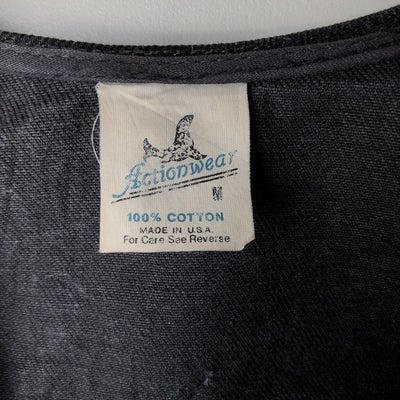 Actionwear
M
100% COTTON
MADE IN U.S.A.
For Care See Reverse